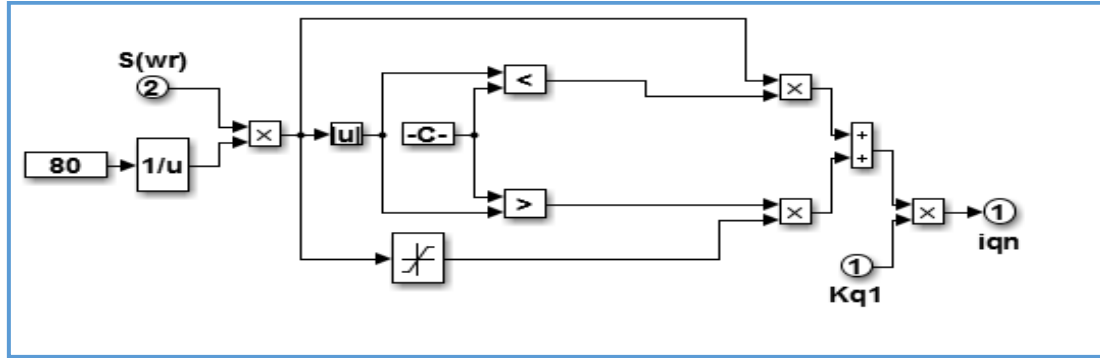 S(wr)
2
80
1/u
×
|u|
-C-
<
>
×
×
+
+
×
1
iqn
1
Kq1